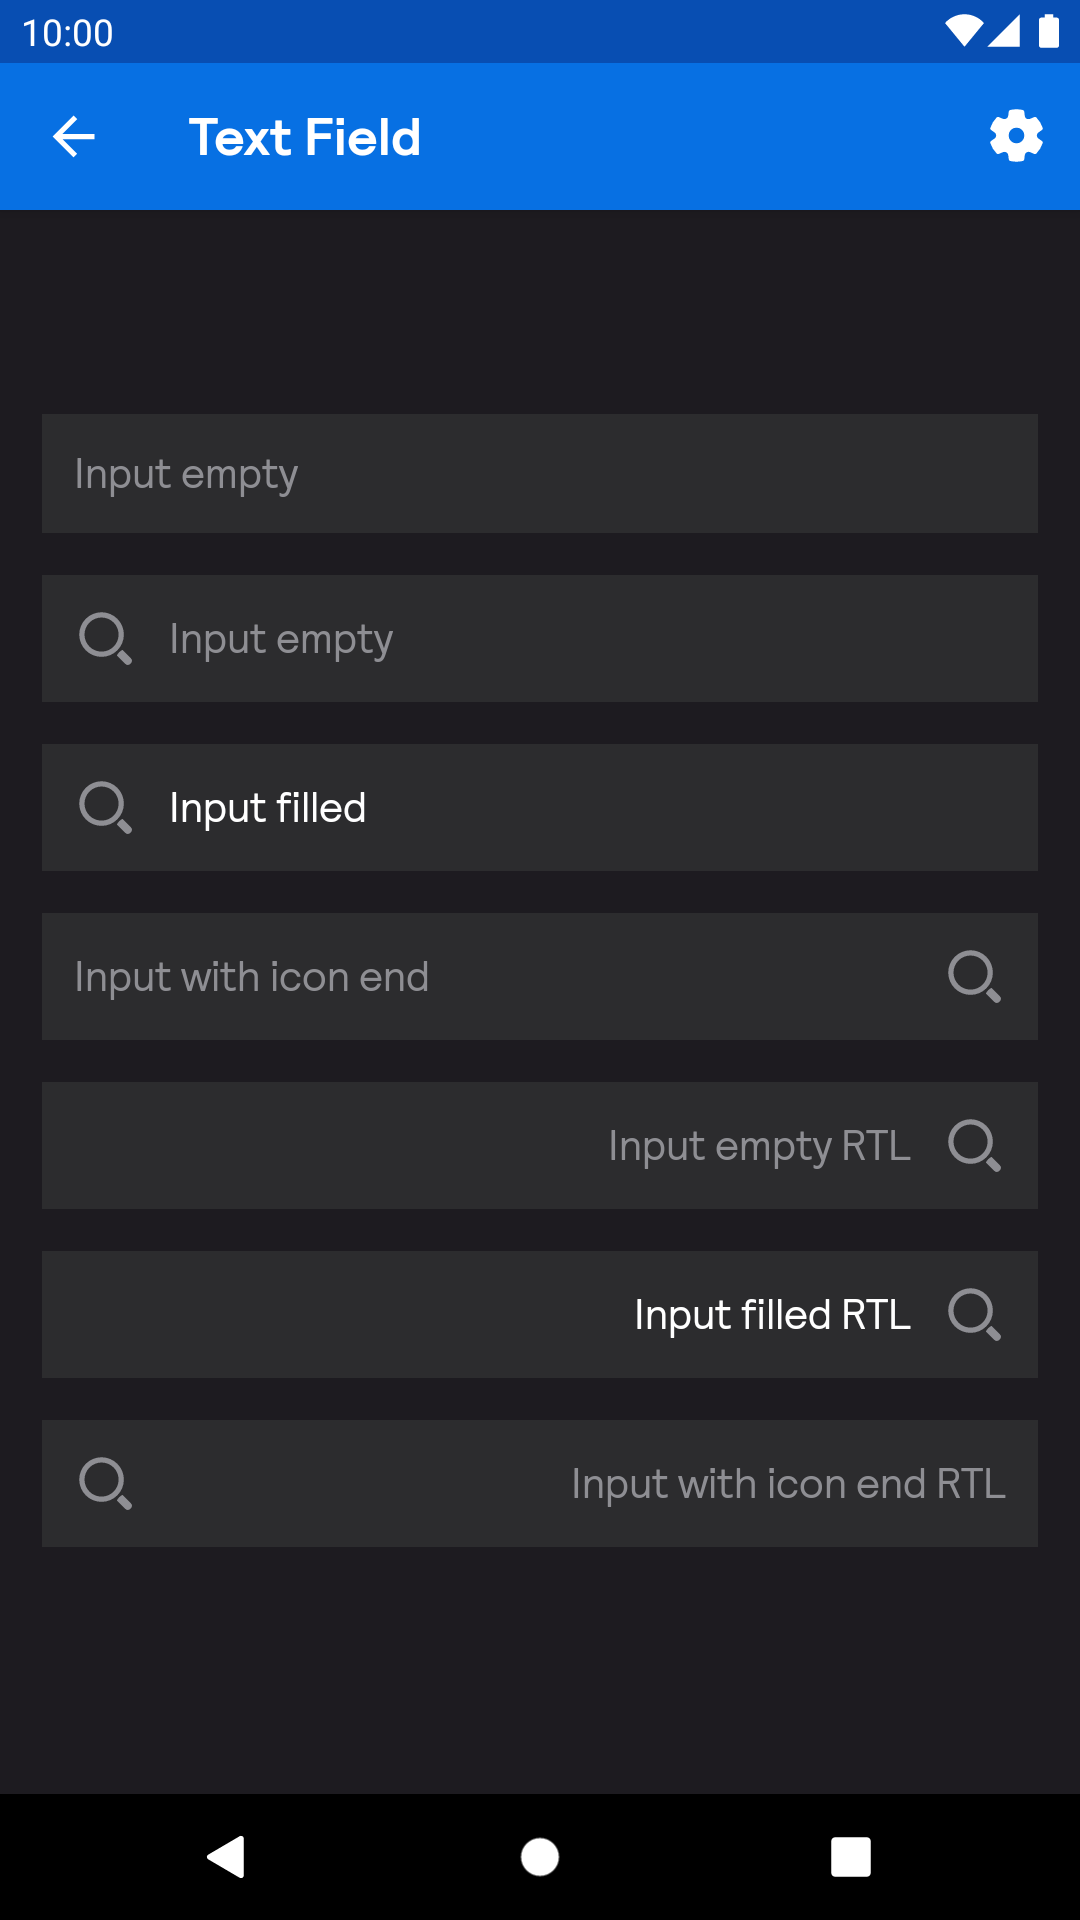 10:00
Text Field
Input empty
Input empty
Input filled
Input with icon end
Input empty RTL
Input filled RTL
Input with icon end RTL